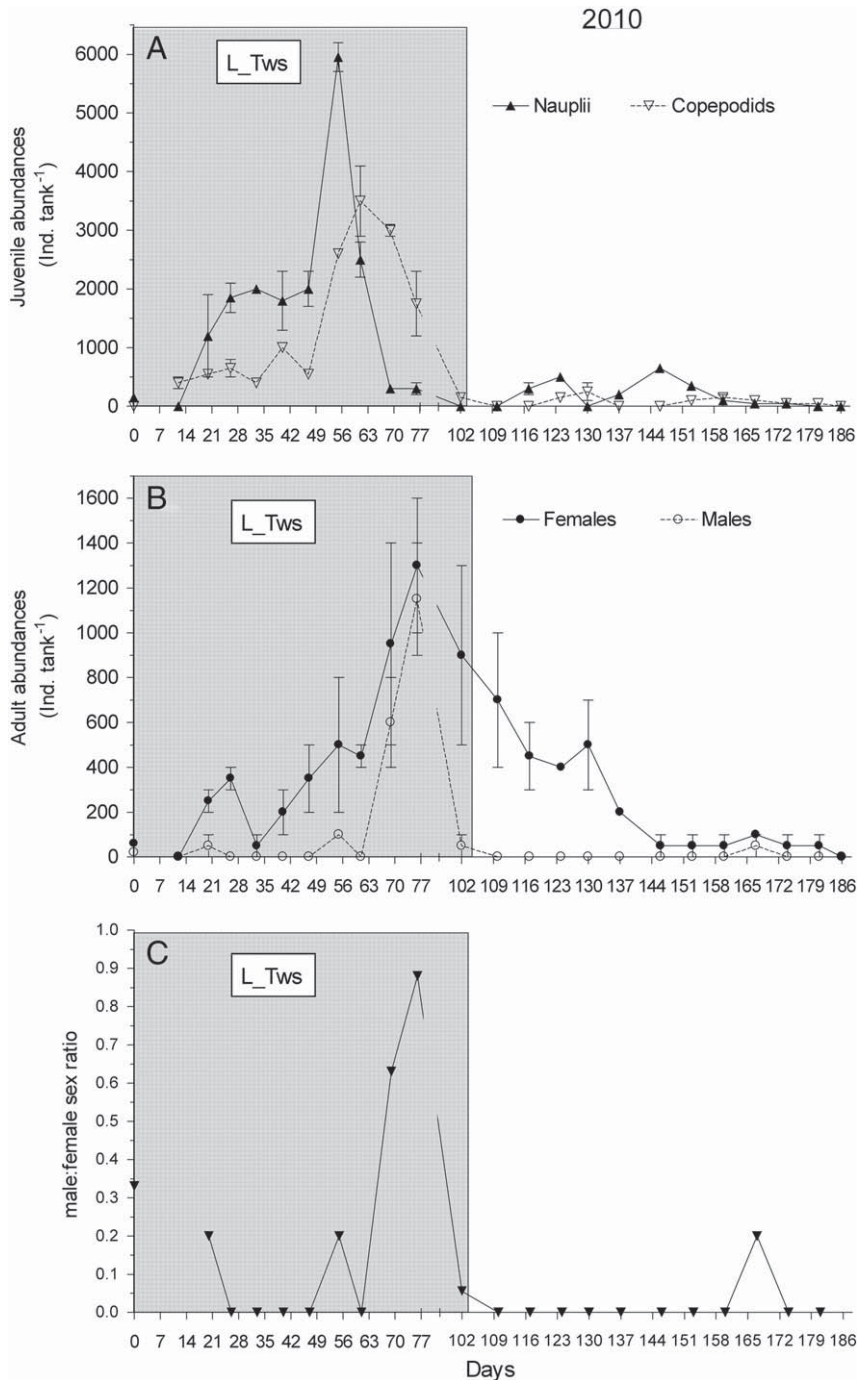 2010
A
L_Tws
Nauplii
Copepodids
Juvenile abundances
(Ind. tank⁻¹)
6000
5000
4000
3000
2000
1000
0
0 7 14 21 28 35 42 49 56 63 70 77 102 109 116 123 130 137 144 151 158 165 172 179 186
B
L_Tws
Females
Males
Adult abundances
(Ind. tank⁻¹)
1600
1400
1200
1000
800
600
400
200
0
0 7 14 21 28 35 42 49 56 63 70 77 102 109 116 123 130 137 144 151 158 165 172 179 186
C
L_Tws
male:female sex ratio
1.0
0.9
0.8
0.7
0.6
0.5
0.4
0.3
0.2
0.1
0.0
0 7 14 21 28 35 42 49 56 63 70 77 102 109 116 123 130 137 144 151 158 165 172 179 186
Days